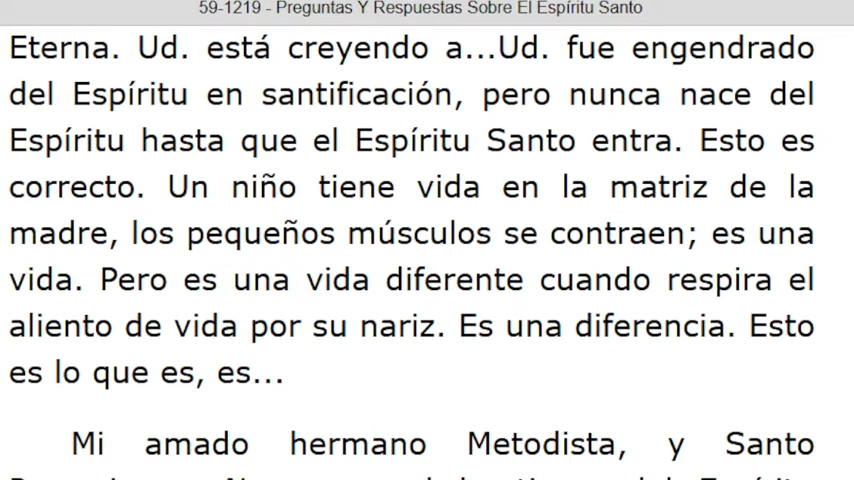 59-1219 - Preguntas Y Respuestas Sobre El Espíritu Santo
Eterna. Ud. está creyendo a...Ud. fue engendrado
del Espíritu en santificación, pero nunca nace del
Espíritu hasta que el Espíritu Santo entra. Esto es
correcto. Un niño tiene vida en la matriz de la
madre, los pequeños músculos se contraen; es una
vida. Pero es una vida diferente cuando respira el
aliento de vida por su nariz. Es una diferencia. Esto
es lo que es, es...
Mi amado hermano Metodista, y Santo